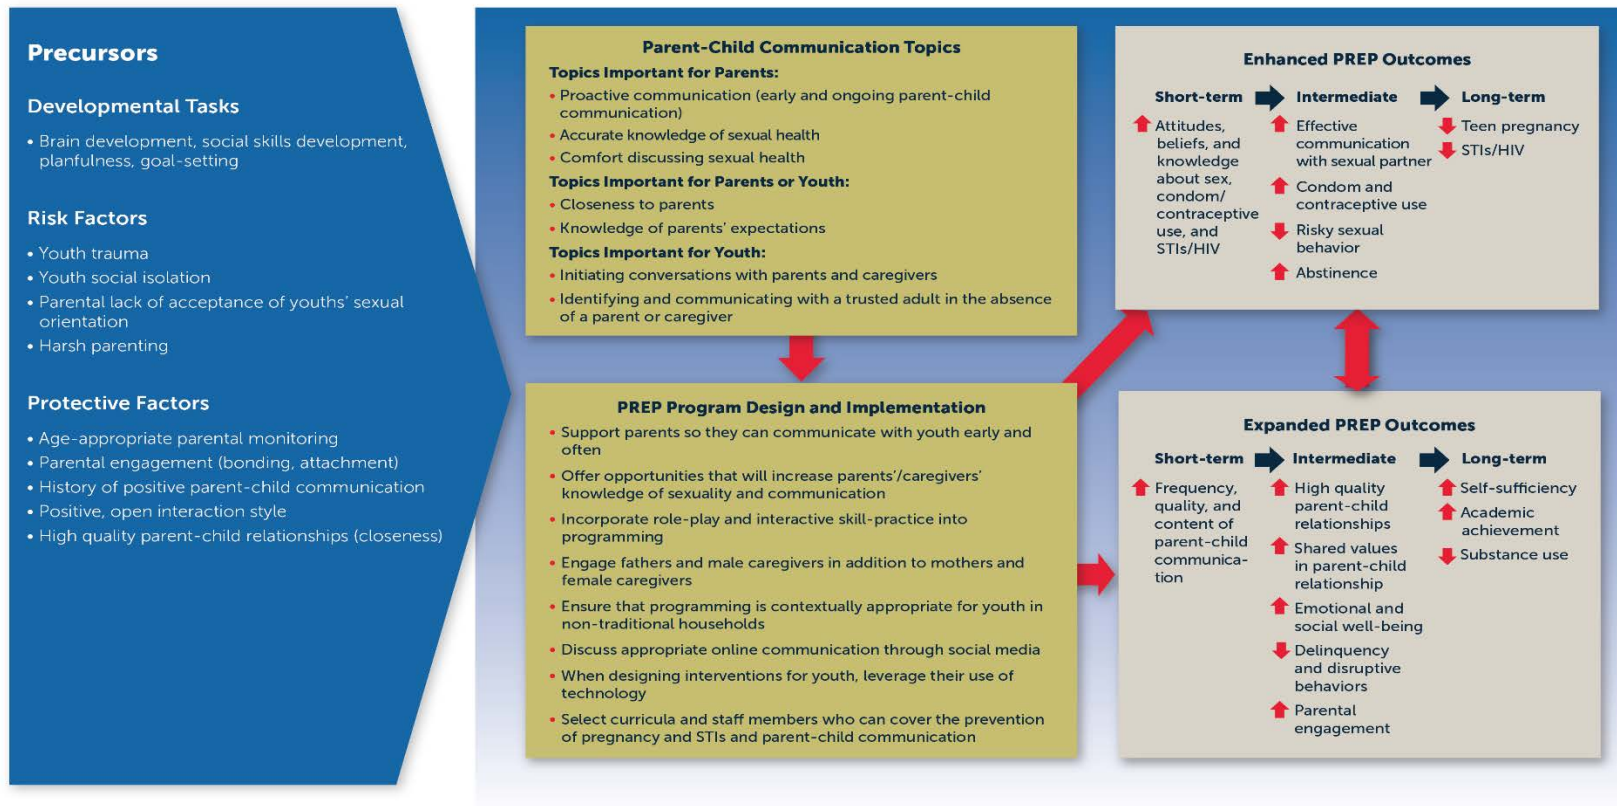 Precursors
Developmental Tasks
• Brain development, social skills development,
planfulness, goal-setting
Risk Factors
• Youth trauma
• Youth social isolation
• Parental lack of acceptance of youths' sexual
orientation
• Harsh parenting
Protective Factors
• Age-appropriate parental monitoring
• Parental engagement (bonding, attachment)
• History of positive parent-child communication
• Positive, open interaction style
• High quality parent-child relationships (closeness)
Parent-Child Communication Topics
Topics Important for Parents:
• Proactive communication (early and ongoing parent-child
communication)
• Accurate knowledge of sexual health
• Comfort discussing sexual health
Topics Important for Parents or Youth:
• Closeness to parents
• Knowledge of parents' expectations
Topics Important for Youth:
• Initiating conversations with parents and caregivers
• Identifying and communicating with a trusted adult in the absence
of a parent or caregiver
PREP Program Design and Implementation
• Support parents so they can communicate with youth early and
often
• Offer opportunities that will increase parents'/caregivers'
knowledge of sexuality and communication
• Incorporate role-play and interactive skill-practice into
programming
• Engage fathers and male caregivers in addition to mothers and
female caregivers
• Ensure that programming is contextually appropriate for youth in
non-traditional households
• Discuss appropriate online communication through social media
• When designing interventions for youth, leverage their use of
technology
• Select curricula and staff members who can cover the prevention
of pregnancy and STIs and parent-child communication
Enhanced PREP Outcomes
Short-term
Attitudes,
beliefs, and
knowledge
about sex,
condom/
contraceptive
use, and
STIs/HIV
Intermediate
Effective
communication
with sexual partner
Condom and
contraceptive use
Risky sexual
behavior
Abstinence
Long-term
Teen pregnancy
STIs/HIV
Expanded PREP Outcomes
Short-term
Frequency,
quality, and
content of
parent-child
communica-
tion
Intermediate
High quality
parent-child
relationships
Shared values
in parent-child
relationship
Emotional and
social well-being
Delinquency
and disruptive
behaviors
Parental
engagement
Long-term
Self-sufficiency
Academic
achievement
Substance use